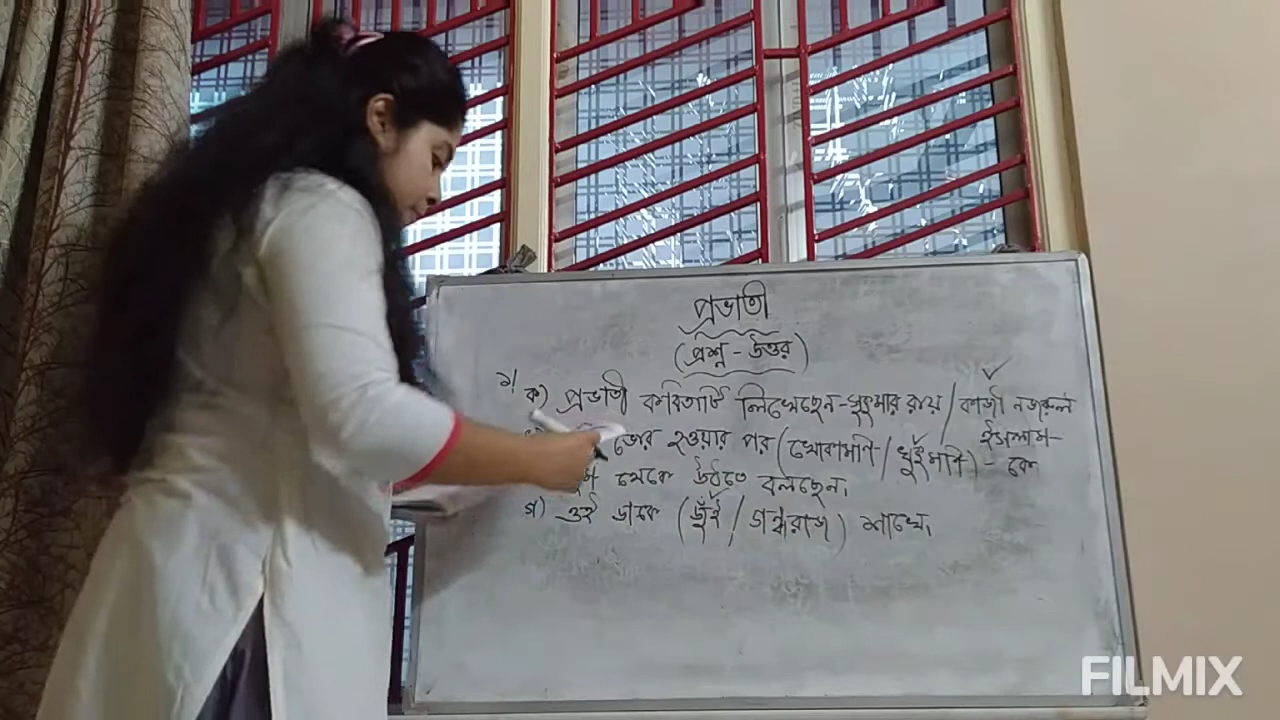 প্রভাতী
(প্রশ্ন - উত্তর)
১। ক) প্রভাতী কবিতাটি লিখেছেন-সুকুমার রায় / কাজী নজরুল
ইসলাম-
ভোর হওয়ার পর (খোকামণি / খুকুমণি) - কে
থেকে উঠতে বলছেন।
গ) ওই ডাকে (জুঁই / গন্ধরাজ) শাখে।
FILMIX